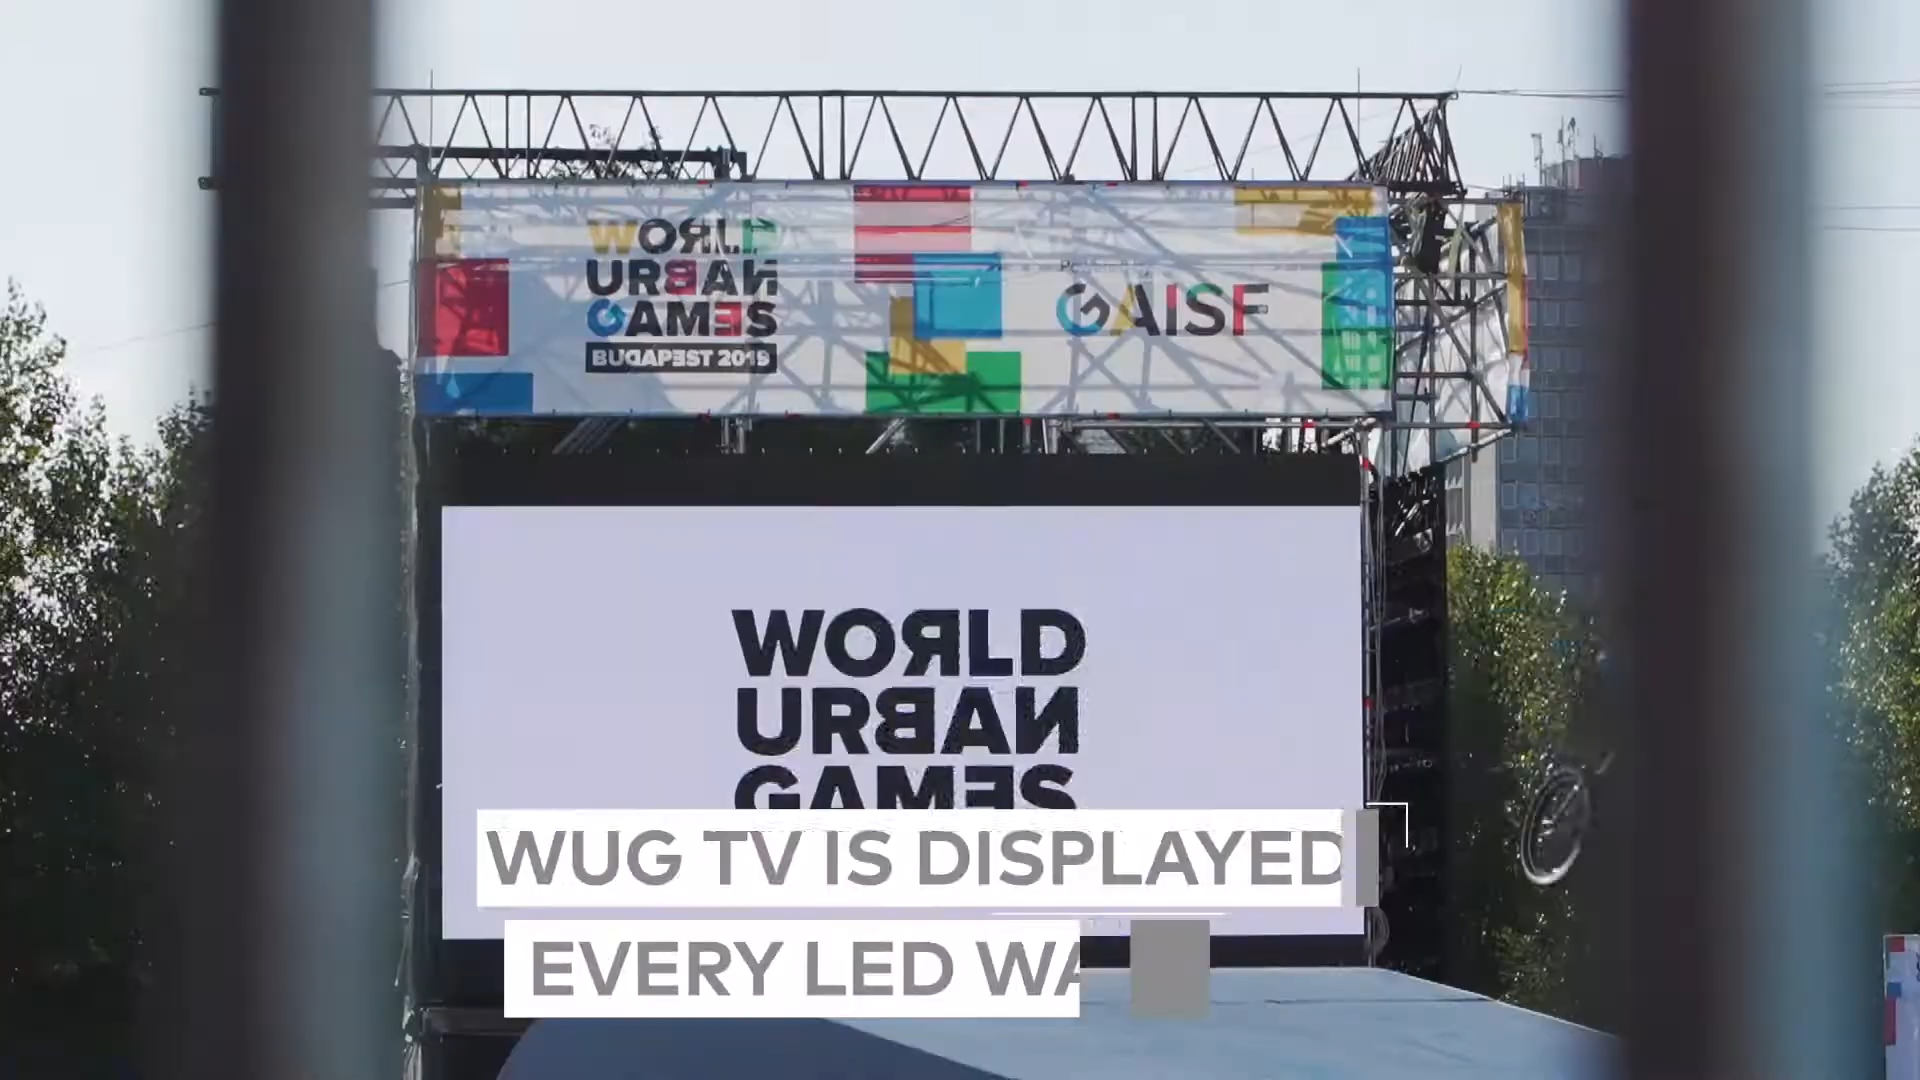 WORLD
URBAN
GAMES
BUDAPEST 2019
GAISF
WORLD
URBAN
GAMES
WUG TV IS DISPLAYED
EVERY LED WA